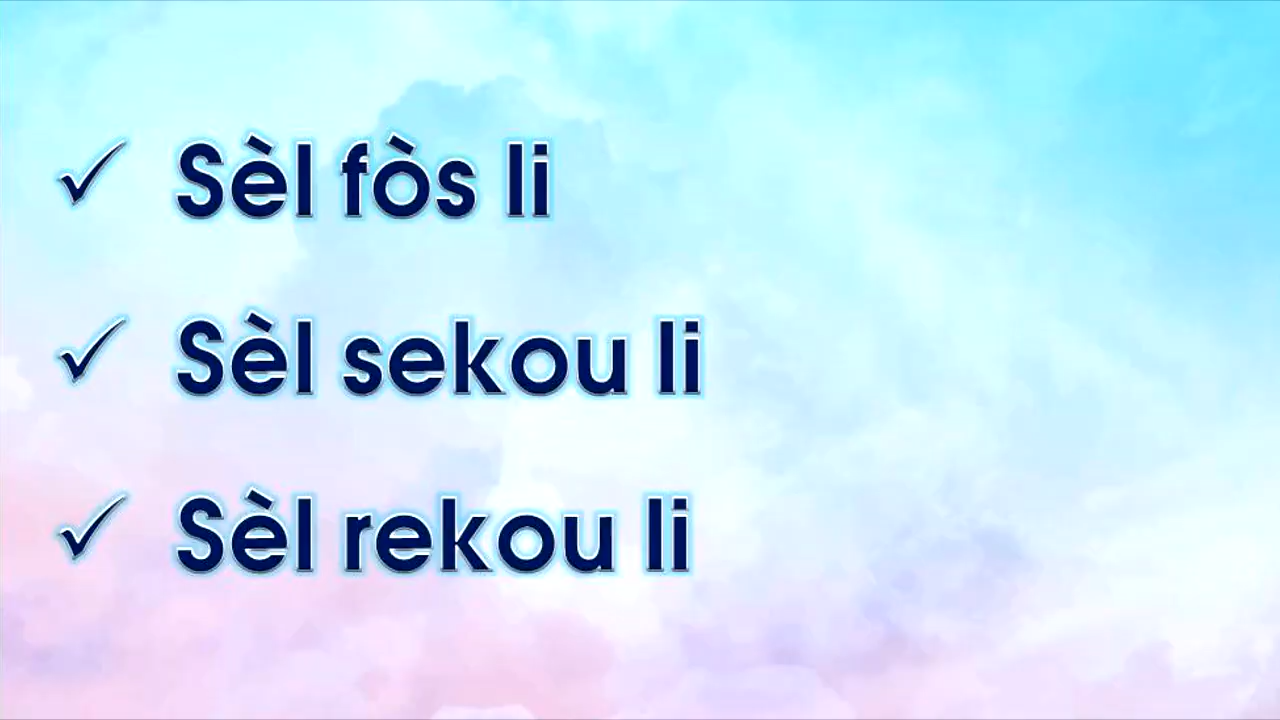 ✓ Sèl fòs li
✓ Sèl sekou li
✓ Sèl rekou li